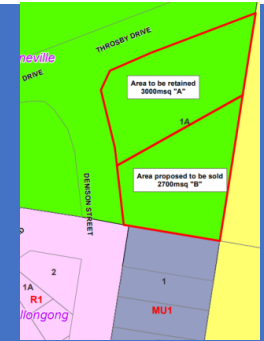 THROSBY DRIVE
meville
DRIVE
Area to be retained
3000msq "A"
1A
Area proposed to be sold
2700msq "B"
DENISON STREET
2
1
1A
R1
MU1
llongong